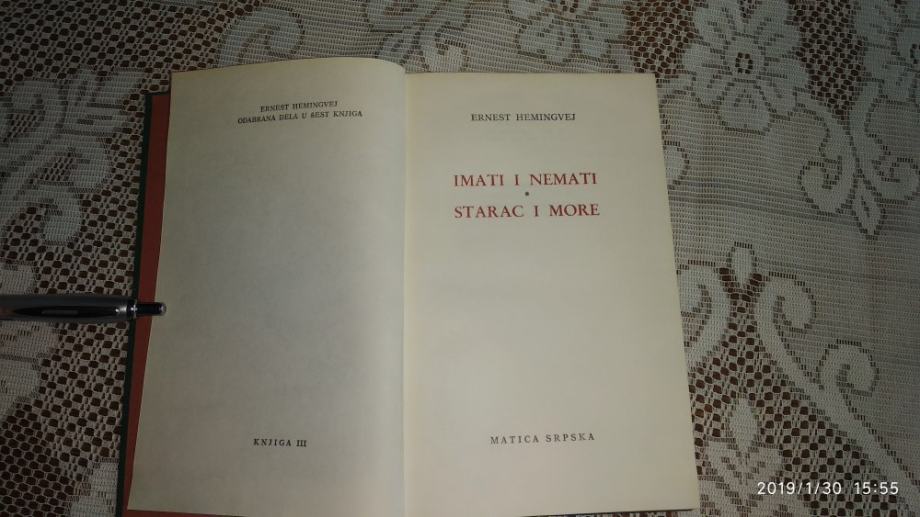 ERNEST HEMINGVEJ
ODABRANA DELA U ŠEST KNJIGA
KNJIGA III
ERNEST HEMINGVEJ
IMATI I NEMATI
*
STARAC I MORE
MATICA SRPSKA
2019/1/30 15:55